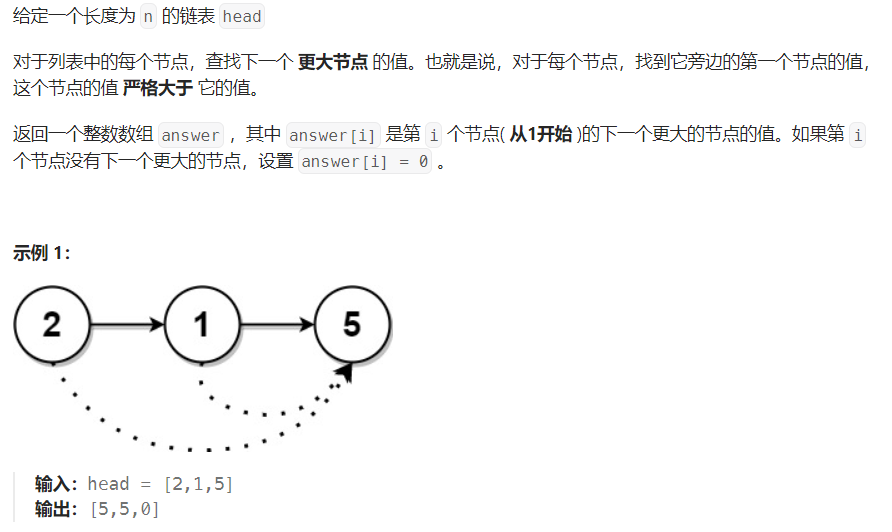 给定一个长度为 n 的链表 head
对于列表中的每个节点，查找下一个 更大节点 的值。也就是说，对于每个节点，找到它旁边的第一个节点的值，
这个节点的值 严格大于 它的值。
返回一个整数数组 answer ，其中 answer[i] 是第 i 个节点( 从1开始 )的下一个更大的节点的值。如果第 i
个节点没有下一个更大的节点，设置 answer[i] = 0 。
示例 1：
2 1 5
输入：head = [2,1,5]
输出：[5,5,0]